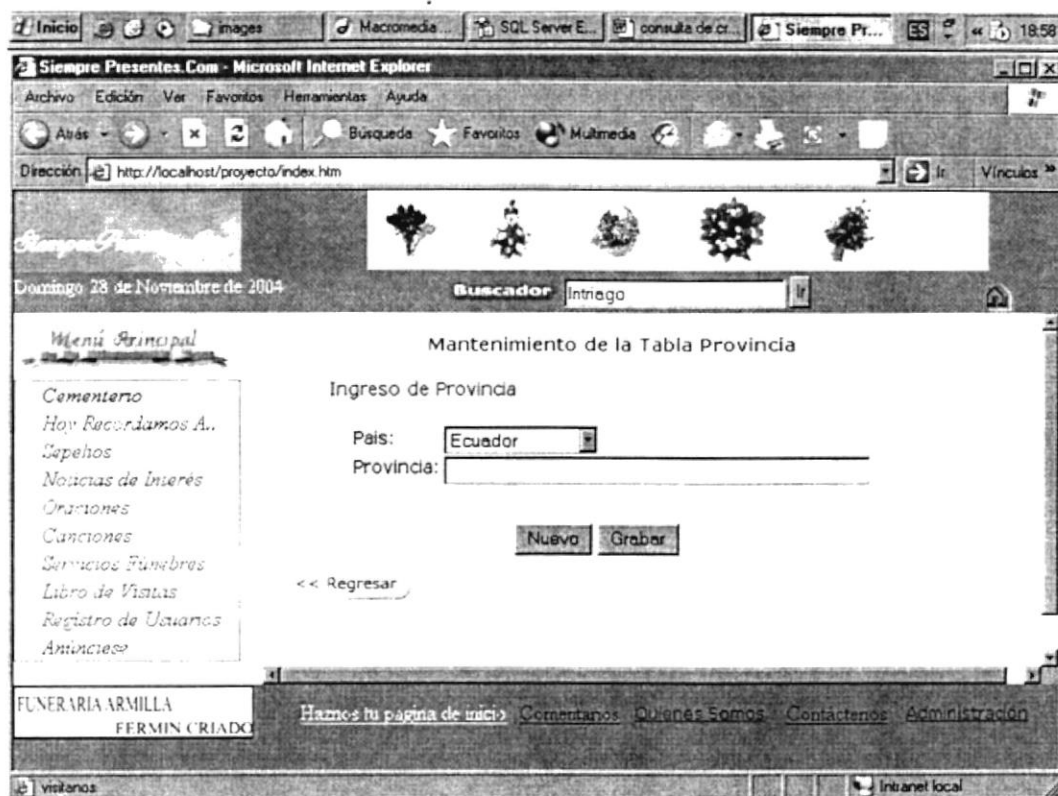 Inicio images Macromedia ... SQL Server E... consulta de cr... Siempre Pr... ES « 18:58
Siempre Presentes.Com - Microsoft Internet Explorer
Archivo Edición Ver Favoritos Herramientas Ayuda
Atrás Búsqueda Favoritos Multimedia
Dirección http://localhost/proyecto/index.htm Ir Vínculos »
Domingo 28 de Noviembre de 2004 Buscador Intriago Ir
Menú Principal
Cementerio
Hoy Recordamos A..
Sepelios
Noticias de Interés
Oraciones
Canciones
Servicios Fúnebres
Libro de Visitas
Registro de Usuarios
Anúnciese
Mantenimiento de la Tabla Provincia
Ingreso de Provincia
País: Ecuador
Provincia:
Nuevo Grabar
<< Regresar
FUNERARIA ARMILLA
FERMIN CRIADO
Haznos tu página de inicio Comentarios Quienes Somos Contáctenos Administración
visitanos Intranet local